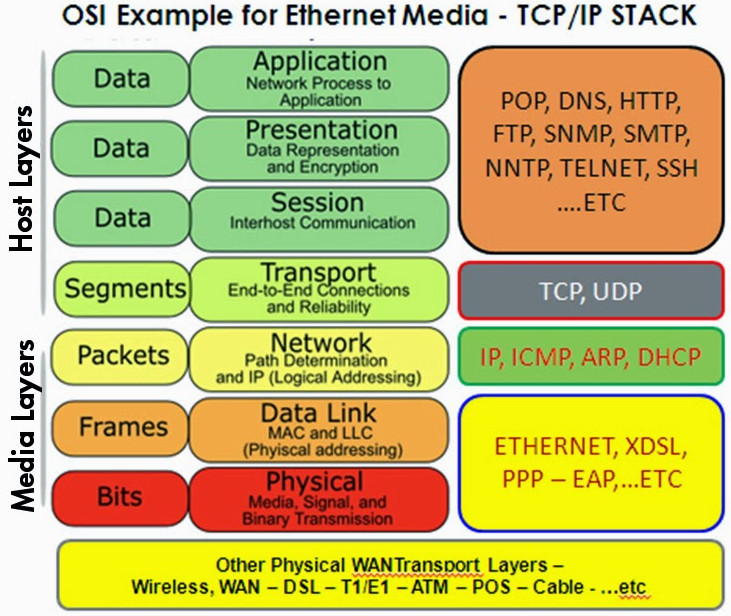 OSI Example for Ethernet Media - TCP/IP STACK
Host Layers
Data
Application
Network Process to
Application
Data
Presentation
Data Representation
and Encryption
Data
Session
Interhost Communication
POP, DNS, HTTP,
FTP, SNMP, SMTP,
NNTP, TELNET, SSH
....ETC
Segments
Transport
End-to-End Connections
and Reliability
TCP, UDP
Media Layers
Packets
Network
Path Determination
and IP (Logical Addressing)
IP, ICMP, ARP, DHCP
Frames
Data Link
MAC and LLC
(Phyiscal addressing)
Bits
Physical
Media, Signal, and
Binary Transmission
ETHERNET, XDSL,
PPP – EAP,...ETC
Other Physical WANTransport Layers –
Wireless, WAN – DSL – T1/E1 – ATM – POS – Cable - ...etc